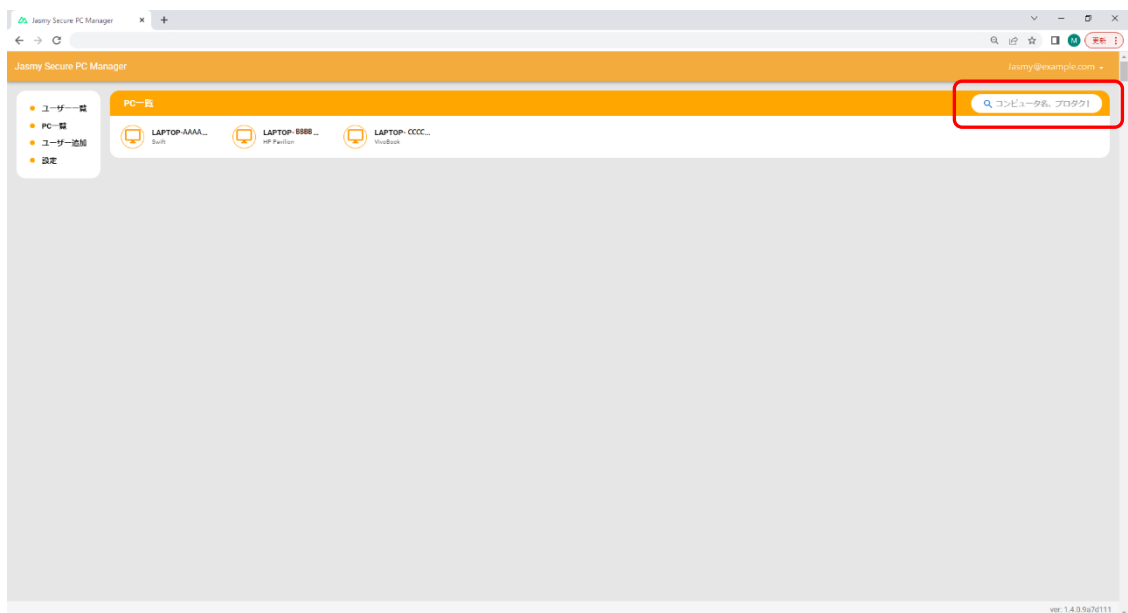 Jasmy Secure PC Manager
更新
Jasmy Secure PC Manager
Jasmy@example.com
ユーザー一覧
PC一覧
ユーザー追加
設定
PC一覧
コンピュータ名、プロダクト
LAPTOP-AAAA...
Swift
LAPTOP-BBBB...
HP Pavilion
LAPTOP-CCCC...
VivoBook
ver: 1.4.0.9a7d111